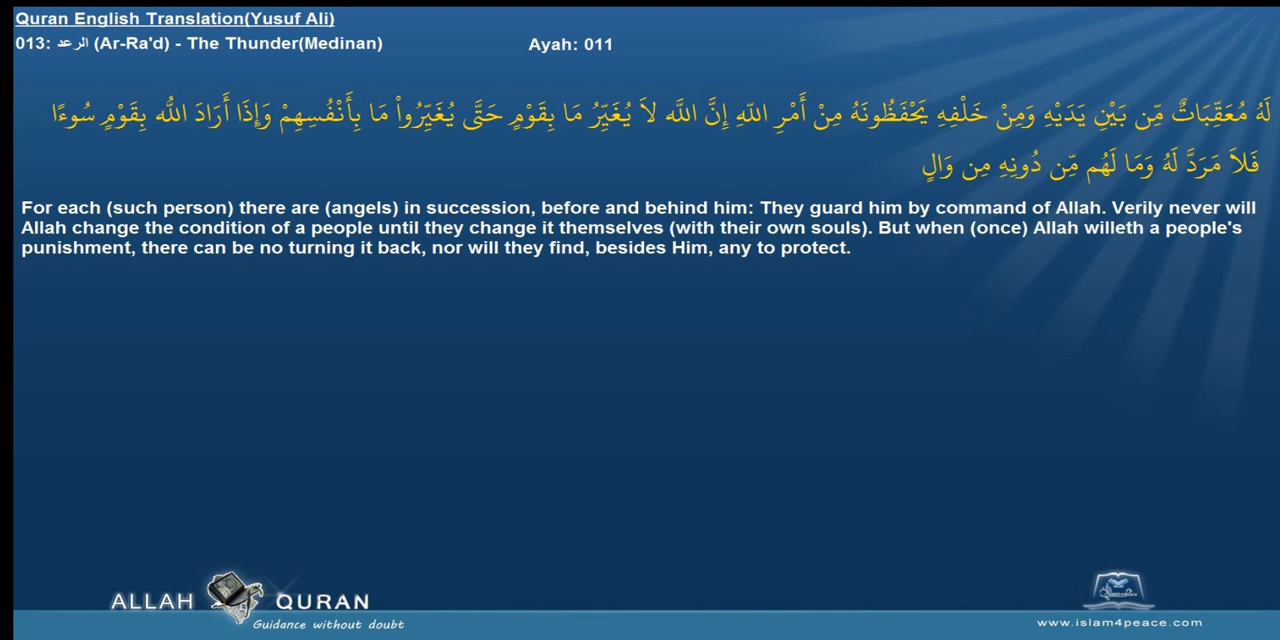 Quran English Translation(Yusuf Ali)
013: الرعد (Ar-Ra'd) - The Thunder(Medinan) Ayah: 011
لَهُ مُعَقِّبَاتٌ مِّن بَيْنِ يَدَيْهِ وَمِنْ خَلْفِهِ يَحْفَظُونَهُ مِنْ أَمْرِ اللّهِ إِنَّ اللّه لاَ يُغَيِّرُ مَا بِقَوْمٍ حَتَّى يُغَيِّرُواْ مَا بِأَنْفُسِهِمْ وَإِذَا أَرَادَ اللّه بِقَوْمٍ سُوءًا
فَلاَ مَرَدَّ لَهُ وَمَا لَهُم مِّن دُونِهِ مِن وَالٍ
For each (such person) there are (angels) in succession, before and behind him: They guard him by command of Allah. Verily never will
Allah change the condition of a people until they change it themselves (with their own souls). But when (once) Allah willeth a people's
punishment, there can be no turning it back, nor will they find, besides Him, any to protect.
ALLAH QURAN
Guidance without doubt
www.islam4peace.com